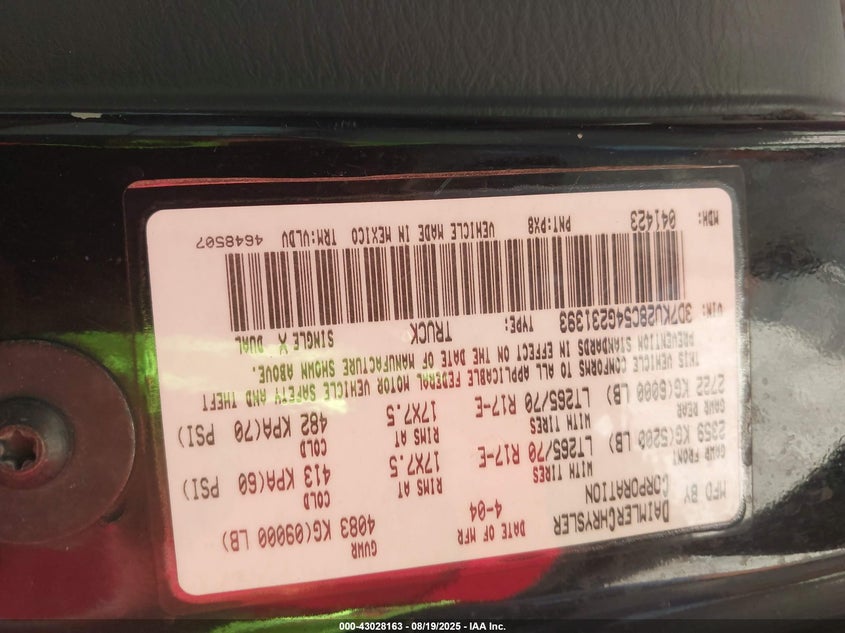 MFD BY DAIMLERCHRYSLER CORPORATION
DATE OF MFR 4-04
GVWR 4083 KG(09000 LB)
GAWR FRONT 2359 KG(5200 LB)
WITH TIRES LT265/70 R17-E
RIMS AT 17X7.5
COLD 413 KPA(60 PSI)
GAWR REAR 2722 KG(6000 LB)
WITH TIRES LT265/70 R17-E
RIMS AT 17X7.5
COLD 482 KPA(70 PSI)
THIS VEHICLE CONFORMS TO ALL APPLICABLE FEDERAL MOTOR VEHICLE SAFETY AND THEFT
PREVENTION STANDARDS IN EFFECT ON THE DATE OF MANUFACTURE SHOWN ABOVE.
VIN: 3D7KU28C54G231393 TYPE: TRUCK SINGLE X DUAL
MDH: 041423 PNT:PX8 VEHICLE MADE IN MEXICO TRM:VLDV 4648507
000-43028163 - 08/19/2025 - IAA Inc.